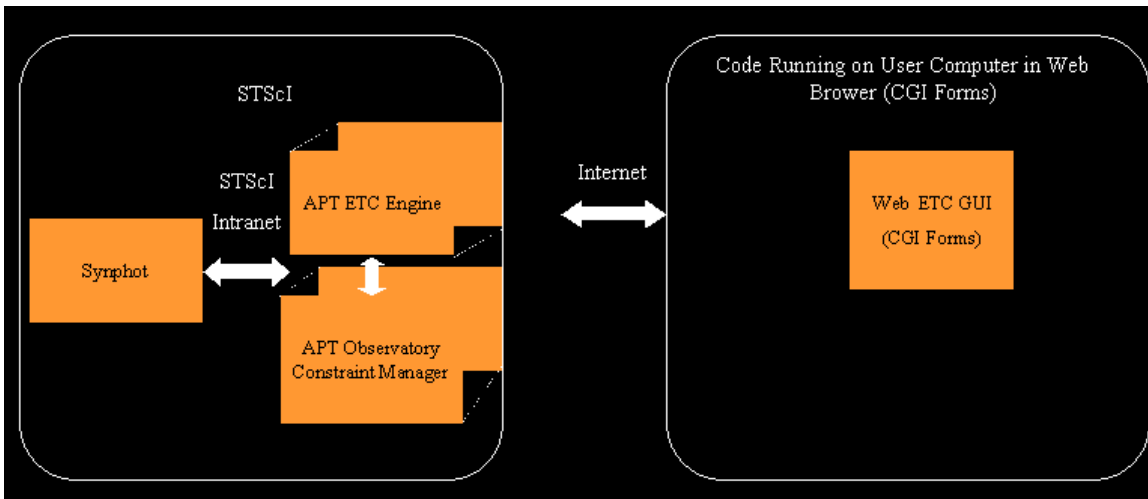 STScI
STScI
Intranet
Synphot
APT ETC Engine
APT Observatory
Constraint Manager
Internet
Code Running on User Computer in Web
Brower (CGI Forms)
Web ETC GUI
(CGI Forms)